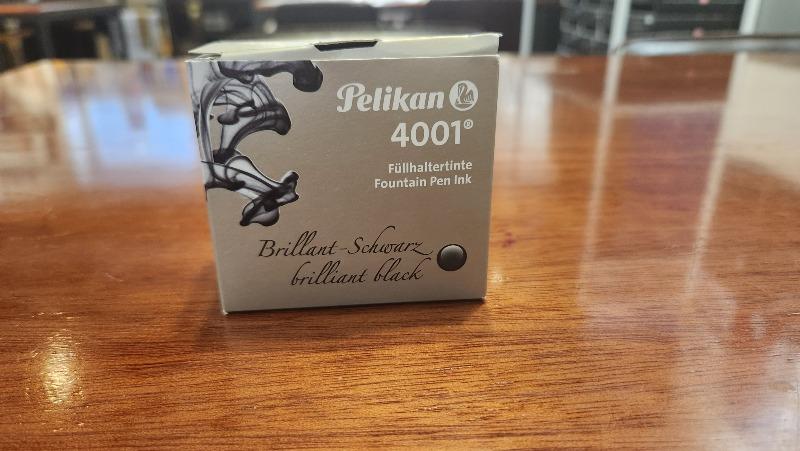 Pelikan
4001®
Füllhaltertinte
Fountain Pen Ink
Brillant-Schwarz
brilliant black